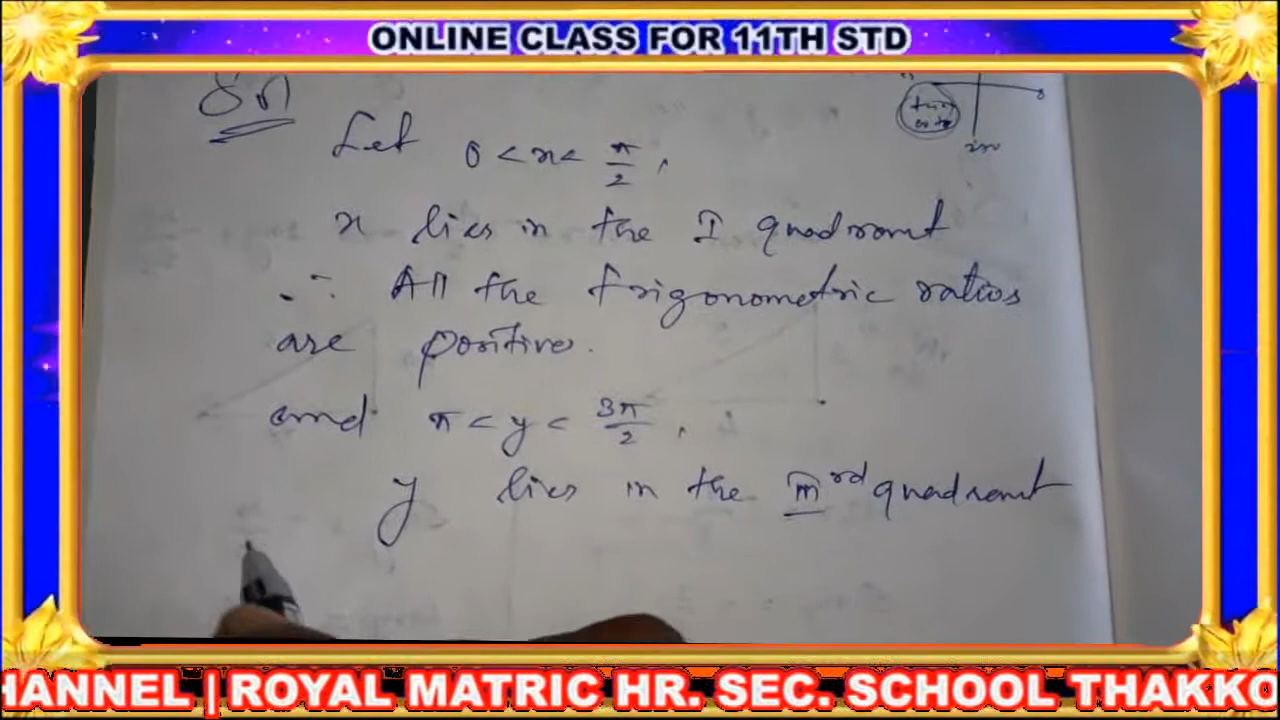 ONLINE CLASS FOR 11TH STD
Sn
Let 0 < x < π/2,
x lies in the I quadrant
∴ All the trigonometric ratios
are positive.
and π < y < 3π/2,
y lies in the III rd quadrant
HANNEL | ROYAL MATRIC HR. SEC. SCHOOL THAKKO